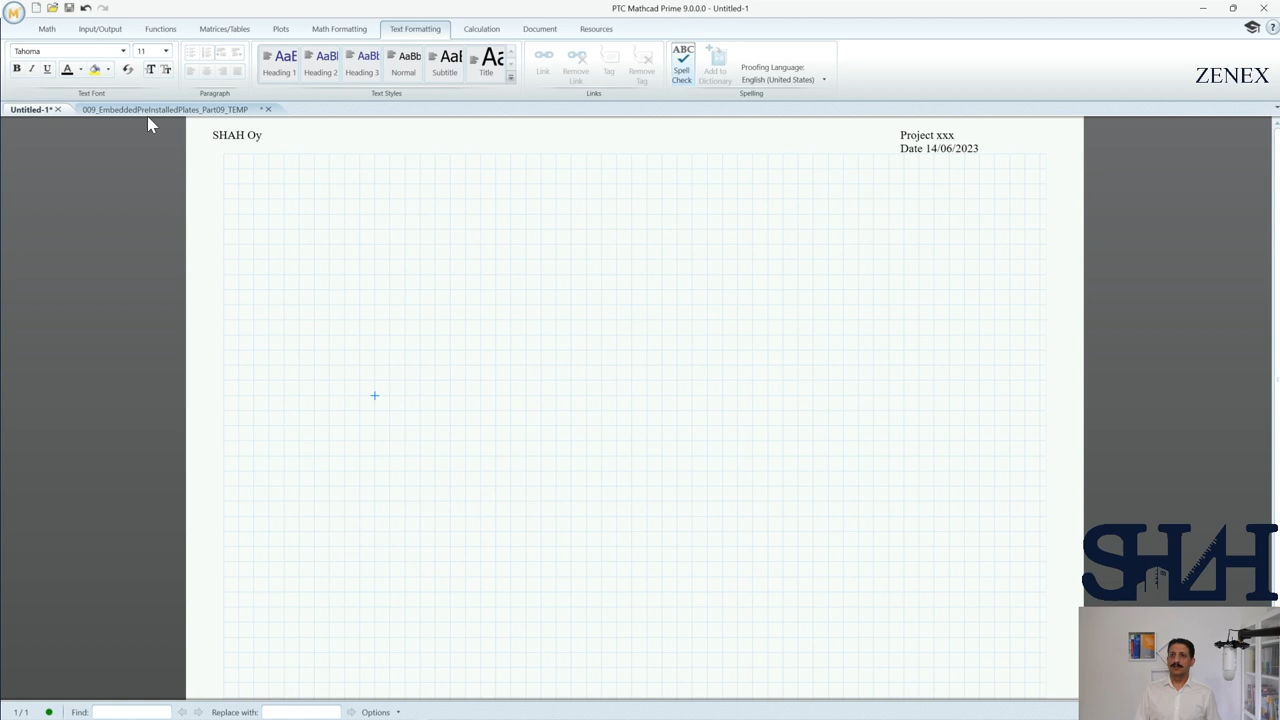 PTC Mathcad Prime 9.0.0.0 - Untitled-1
Math Input/Output Functions Matrices/Tables Plots Math Formatting Text Formatting Calculation Document Resources
Tahoma 11
AaB AaBl AaBl AaBb AaBl Aa
Heading 1 Heading 2 Heading 3 Normal Subtitle Title
Link Remove Link Tag Remove Tag
ABC Spell Check Add to Dictionary
Proofing Language:
English (United States)
Text Font Paragraph Text Styles Links Spelling
ZENEX
Untitled-1* 009_EmbeddedPreInstalledPlates_Part09_TEMP *
SHAH Oy
Project xxx
Date 14/06/2023
SHAH
1 / 1 Find: Replace with: Options